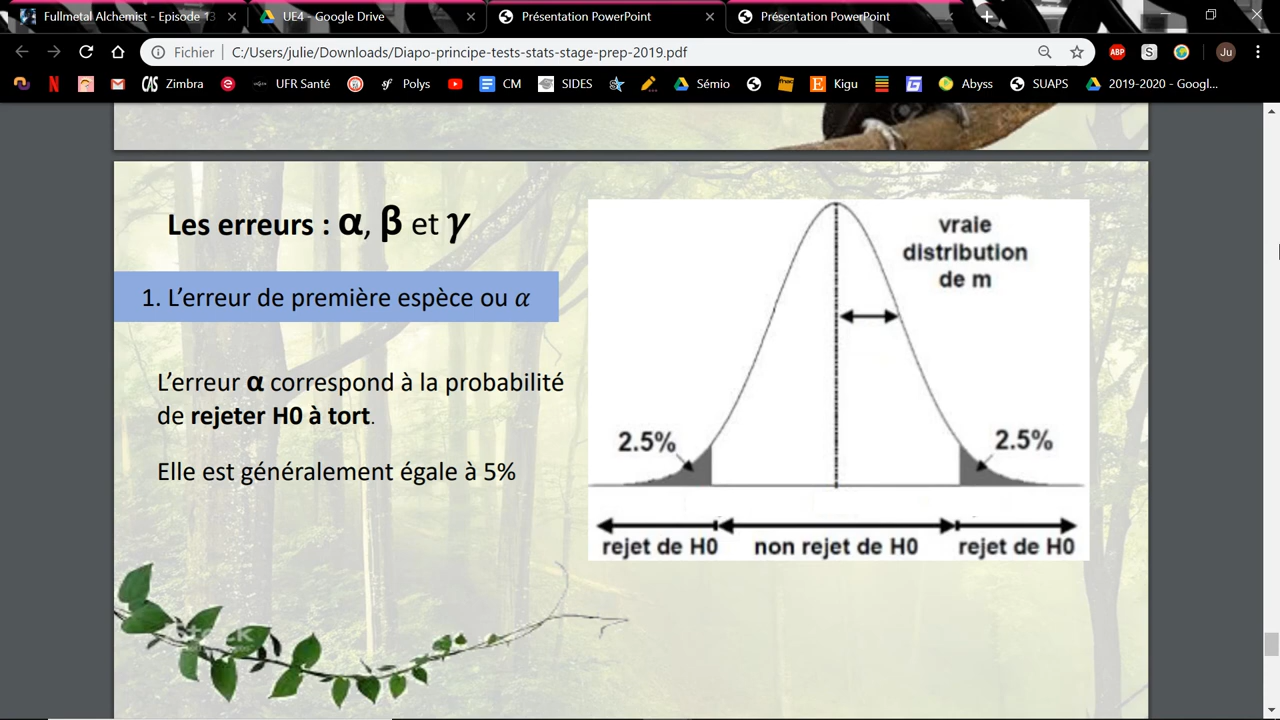 Fullmetal Alchemist - Episode 13
UE4 - Google Drive
Présentation PowerPoint
Présentation PowerPoint
Fichier
C:/Users/julie/Downloads/Diapo-principe-tests-stats-stage-prep-2019.pdf
ABP
S
Ju
Zimbra
UFR Santé
Polys
CM
SIDES
Sémio
Kigu
Abyss
SUAPS
2019-2020 - Googl...
Les erreurs : α, β et γ
1. L'erreur de première espèce ou α
L'erreur α correspond à la probabilité
de rejeter H0 à tort.
Elle est généralement égale à 5%
vraie
distribution
de m
2.5%
2.5%
rejet de H0
non rejet de H0
rejet de H0